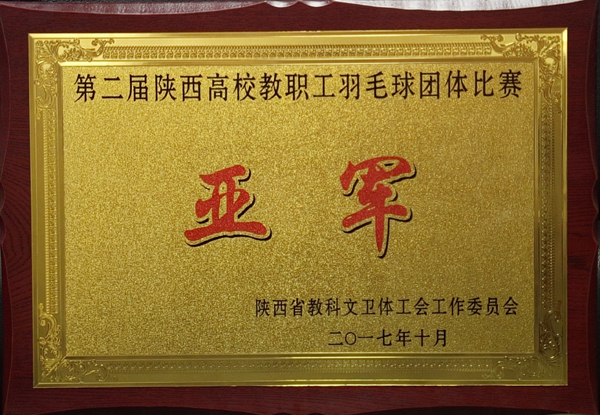 第二届陕西高校教职工羽毛球团体比赛
亚军
陕西省教科文卫体工会工作委员会
二〇一七年十月